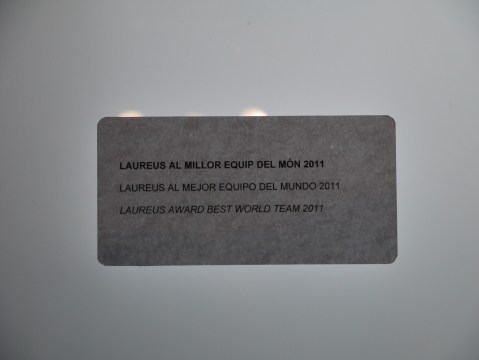 LAUREUS AL MILLOR EQUIP DEL MÓN 2011
LAUREUS AL MEJOR EQUIPO DEL MUNDO 2011
LAUREUS AWARD BEST WORLD TEAM 2011